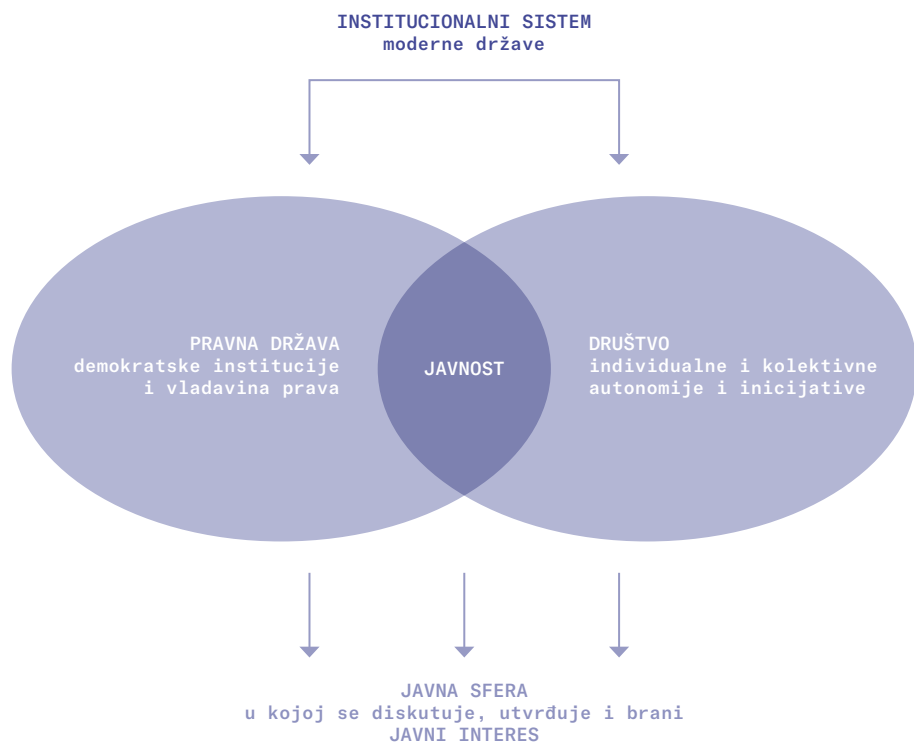 INSTITUCIONALNI SISTEM
moderne države
PRAVNA DRŽAVA
demokratske institucije
i vladavina prava
JAVNOST
DRUŠTVO
individualne i kolektivne
autonomije i inicijative
JAVNA SFERA
u kojoj se diskutuje, utvrđuje i brani
JAVNI INTERES